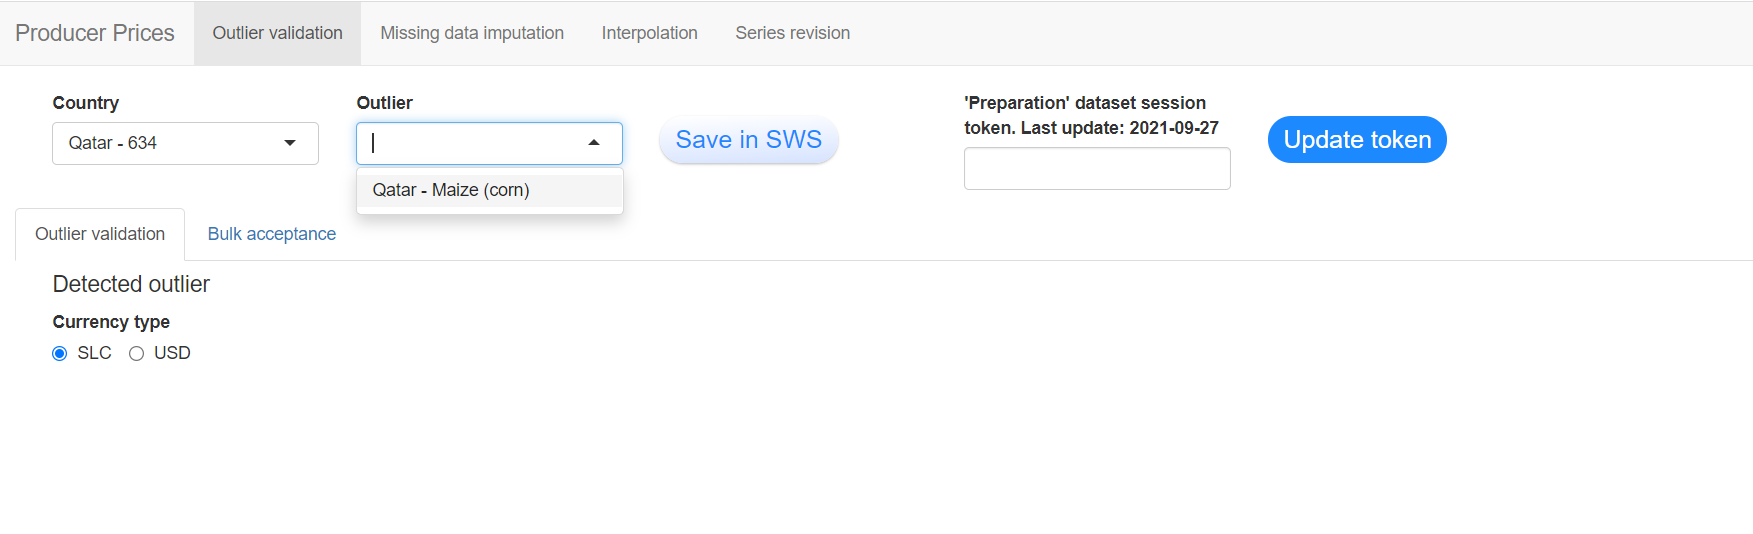 Producer Prices Outlier validation Missing data imputation Interpolation Series revision
Country
Qatar - 634
Outlier
Qatar - Maize (corn)
Save in SWS
'Preparation' dataset session
token. Last update: 2021-09-27
Update token
Outlier validation Bulk acceptance
Detected outlier
Currency type
SLC USD